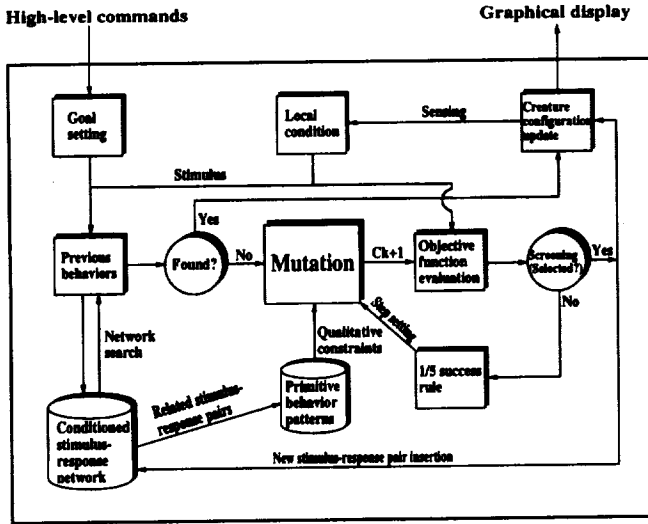 High-level commands
Graphical display
Goal
setting
Local
condition
Sensing
Creature
configuration
update
Stimulus
Yes
Previous
behaviors
Found?
No
Mutation
Ck+1
Objective
function
evaluation
Screening
(Selected?)
Yes
No
Network
search
Qualitative
constraints
Step setting
1/5 success
rule
Related stimulus-
response pairs
Primitive
behavior
patterns
Conditioned
stimulus-
response
network
New stimulus-response pair insertion